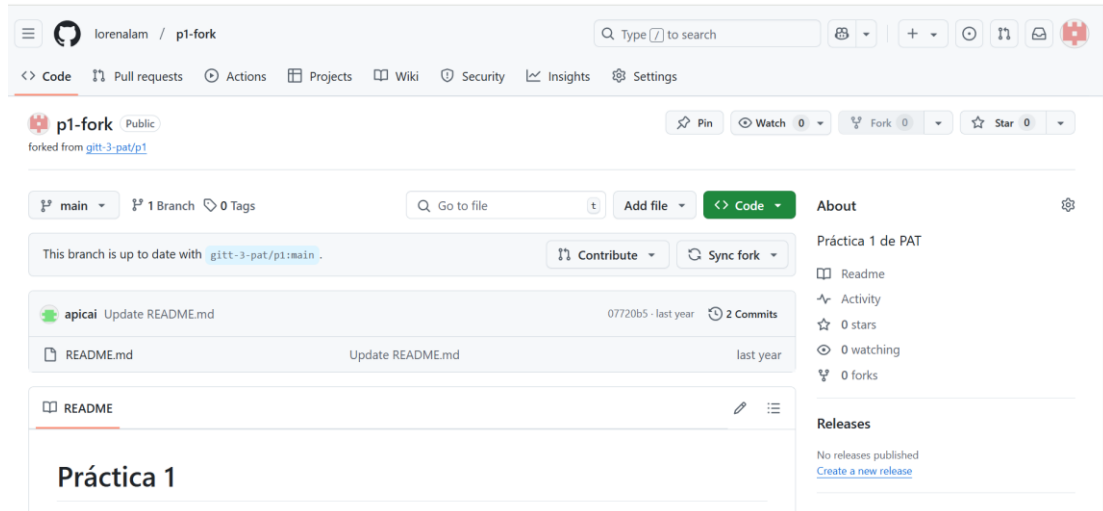 lorenalam / p1-fork
Type / to search
Code Pull requests Actions Projects Wiki Security Insights Settings
p1-fork Public
Pin Watch 0 Fork 0 Star 0
forked from gitt-3-pat/p1
main 1 Branch 0 Tags
Go to file t
Add file Code
This branch is up to date with gitt-3-pat/p1:main .
Contribute Sync fork
apicai Update README.md 07720b5 · last year 2 Commits
README.md Update README.md last year
README
Práctica 1
About
Práctica 1 de PAT
Readme
Activity
0 stars
0 watching
0 forks
Releases
No releases published
Create a new release